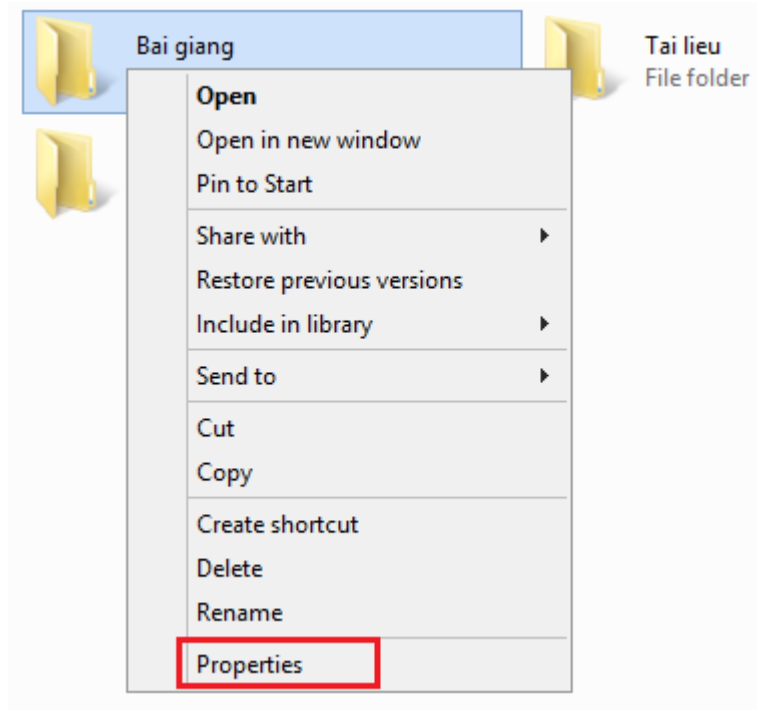 Bai giang
Tai lieu
File folder
Open
Open in new window
Pin to Start
Share with
Restore previous versions
Include in library
Send to
Cut
Copy
Create shortcut
Delete
Rename
Properties